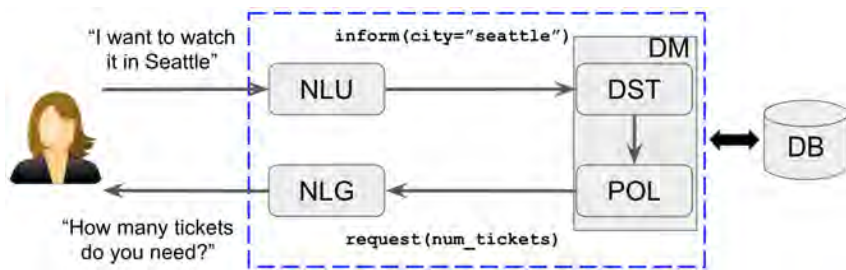 “I want to watch
it in Seattle”
inform(city=”seattle”)
DM
NLU
DST
DB
NLG
POL
“How many tickets
do you need?”
request(num_tickets)